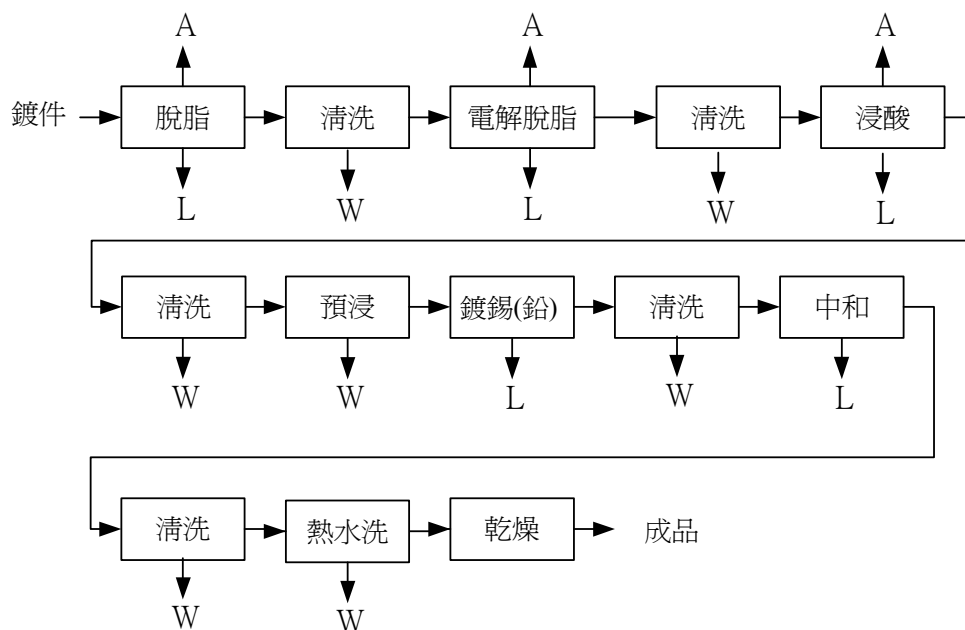 A A A
鍍件 脫脂 清洗 電解脫脂 清洗 浸酸
L W L W L
清洗 預浸 鍍錫(鉛) 清洗 中和
W W L W L
清洗 熱水洗 乾燥 成品
W W